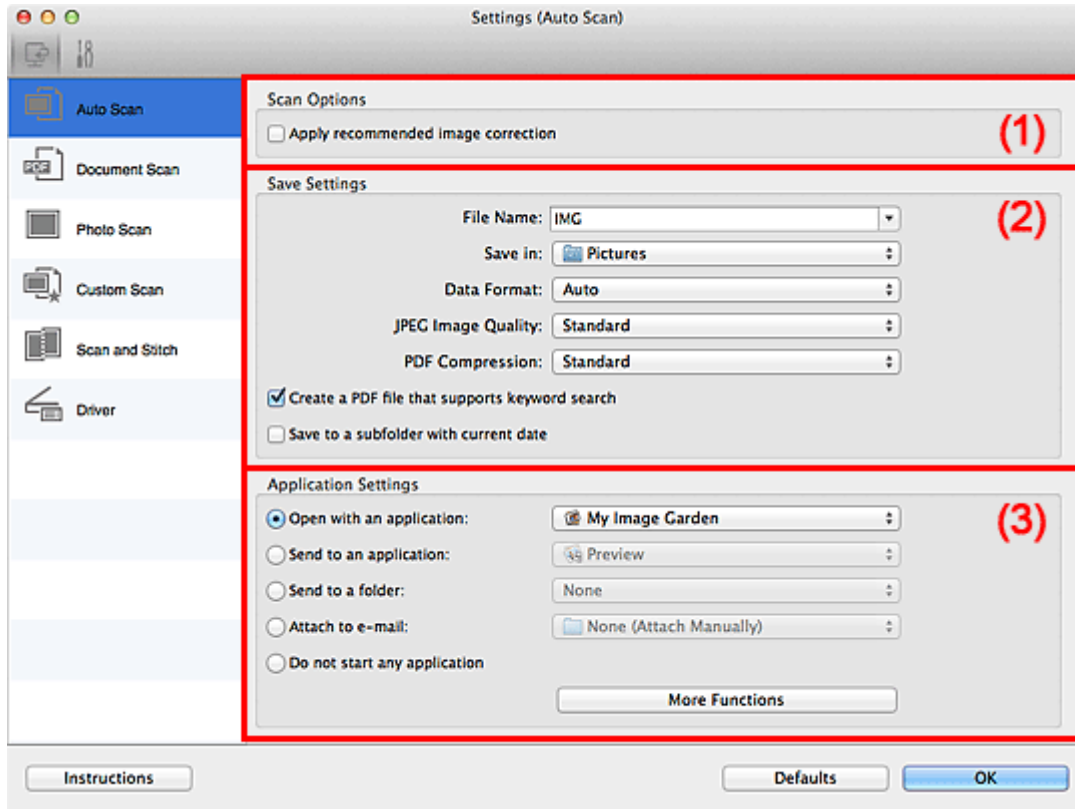 Settings (Auto Scan)
Auto Scan
Document Scan
Photo Scan
Custom Scan
Scan and Stitch
Driver
Scan Options
Apply recommended image correction
(1)
Save Settings
(2)
File Name: IMG
Save in: Pictures
Data Format: Auto
JPEG Image Quality: Standard
PDF Compression: Standard
Create a PDF file that supports keyword search
Save to a subfolder with current date
Application Settings
(3)
Open with an application: My Image Garden
Send to an application: Preview
Send to a folder: None
Attach to e-mail: None (Attach Manually)
Do not start any application
More Functions
Instructions Defaults OK